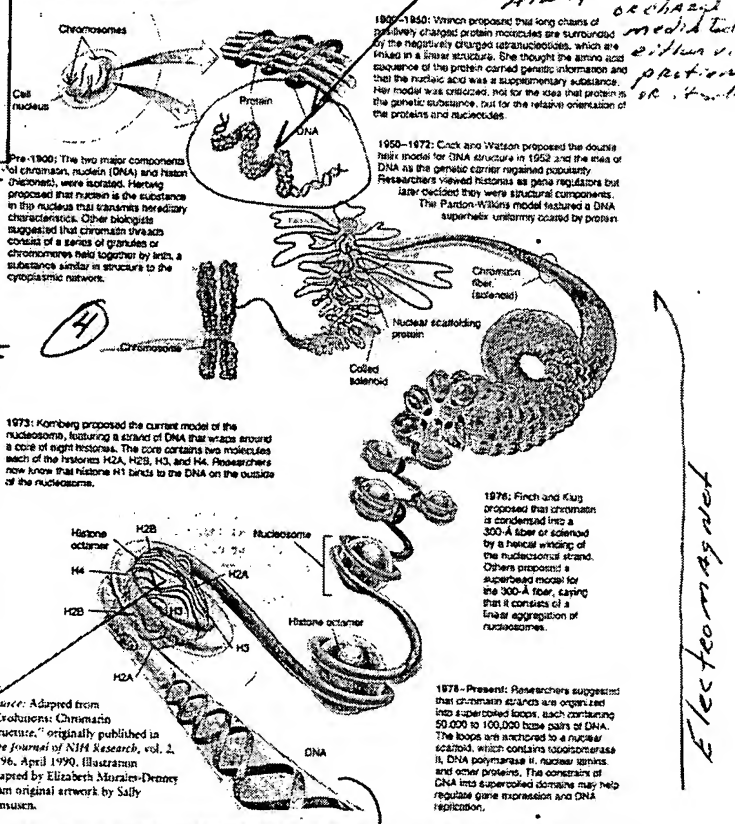 Chromosomes
Cell
nucleus
Protein
DNA
1900–1950: Wrinch proposed that long chains of
positively charged protein molecules are surrounded
by the negatively charged tetranucleotides, which are
linked in a linear structure. She thought the amino acid
sequence of the protein carried genetic information and
that the nucleic acid was a supplementary substance.
Her model was criticized, not for the idea that protein is
the genetic substance, but for the relative orientation of
the proteins and nucleotides.
or
mediated
either vi
protien
or
Pre-1900: The two major components
of chromatin, nuclein (DNA) and histon
(histones), were isolated. Hertwig
proposed that nuclein is the substance
in the nucleus that transmits hereditary
characteristics. Other biologists
suggested that chromatin threads
consist of a series of granules or
chromomeres held together by linin, a
substance similar in structure to the
cytoplasmic network.
1950–1972: Crick and Watson proposed the double
helix model for DNA structure in 1952 and the idea of
DNA as the genetic carrier regained popularity
Researchers viewed histones as gene regulators but
later decided they were structural components.
The Pardon-Wilkins model featured a DNA
superhelix uniformly coated by protein
4
Chromosome
Chromatin
fiber
(solenoid)
Nuclear scaffolding
protein
Coiled
solenoid
1973: Kornberg proposed the current model of the
nucleosome, featuring a strand of DNA that wraps around
a core of eight histones. The core contains two molecules
each of the histones H2A, H2B, H3, and H4. Researchers
now know that histone H1 binds to the DNA on the outside
of the nucleosome.
1976: Finch and Klug
proposed that chromatin
is condensed into a
300-Å fiber or solenoid
by a helical winding of
the nucleosomal strand.
Others proposed a
superbead model for
the 300-Å fiber, saying
that it consists of a
linear aggregation of
nucleosomes.
Electromagnet
Histone
octamer
H2B
H4
H2A
H2B
H3
H3
H2A
Nucleosome
Histone octamer
DNA
1978–Present: Researchers suggested
that chromatin strands are organized
into supercoiled loops, each containing
50,000 to 100,000 base pairs of DNA.
The loops are anchored to a nuclear
scaffold, which contains topoisomerase
II, DNA polymerase II, nuclear lamins,
and other proteins. The constraint of
DNA into supercoiled domains may help
regulate gene expression and DNA
replication.
urce: Adapted from
volutions: Chromatin
ructure," originally published in
e Journal of NIH Research, vol. 2,
96, April 1990. Illustration
apted by Elizabeth Morales-Denney
om original artwork by Sally
nsusen.